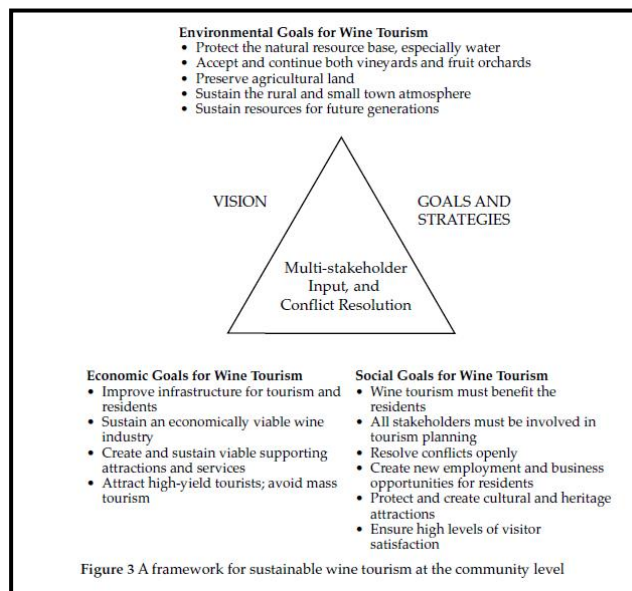 Environmental Goals for Wine Tourism
• Protect the natural resource base, especially water
• Accept and continue both vineyards and fruit orchards
• Preserve agricultural land
• Sustain the rural and small town atmosphere
• Sustain resources for future generations
VISION
GOALS AND
STRATEGIES
Multi-stakeholder
Input, and
Conflict Resolution
Economic Goals for Wine Tourism
• Improve infrastructure for tourism and
residents
• Sustain an economically viable wine
industry
• Create and sustain viable supporting
attractions and services
• Attract high-yield tourists; avoid mass
tourism
Social Goals for Wine Tourism
• Wine tourism must benefit the
residents
• All stakeholders must be involved in
tourism planning
• Resolve conflicts openly
• Create new employment and business
opportunities for residents
• Protect and create cultural and heritage
attractions
• Ensure high levels of visitor
satisfaction
Figure 3 A framework for sustainable wine tourism at the community level